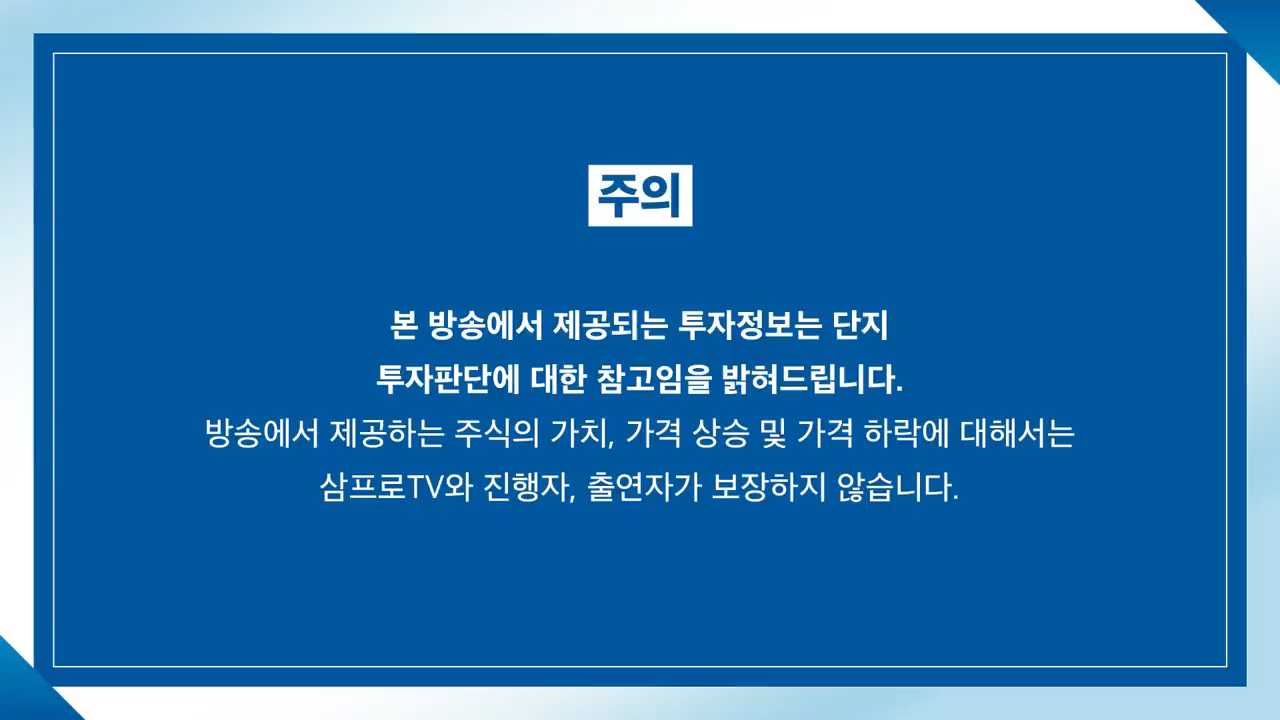 주의
본 방송에서 제공되는 투자정보는 단지
투자판단에 대한 참고임을 밝혀드립니다.
방송에서 제공하는 주식의 가치, 가격 상승 및 가격 하락에 대해서는
삼프로TV와 진행자, 출연자가 보장하지 않습니다.